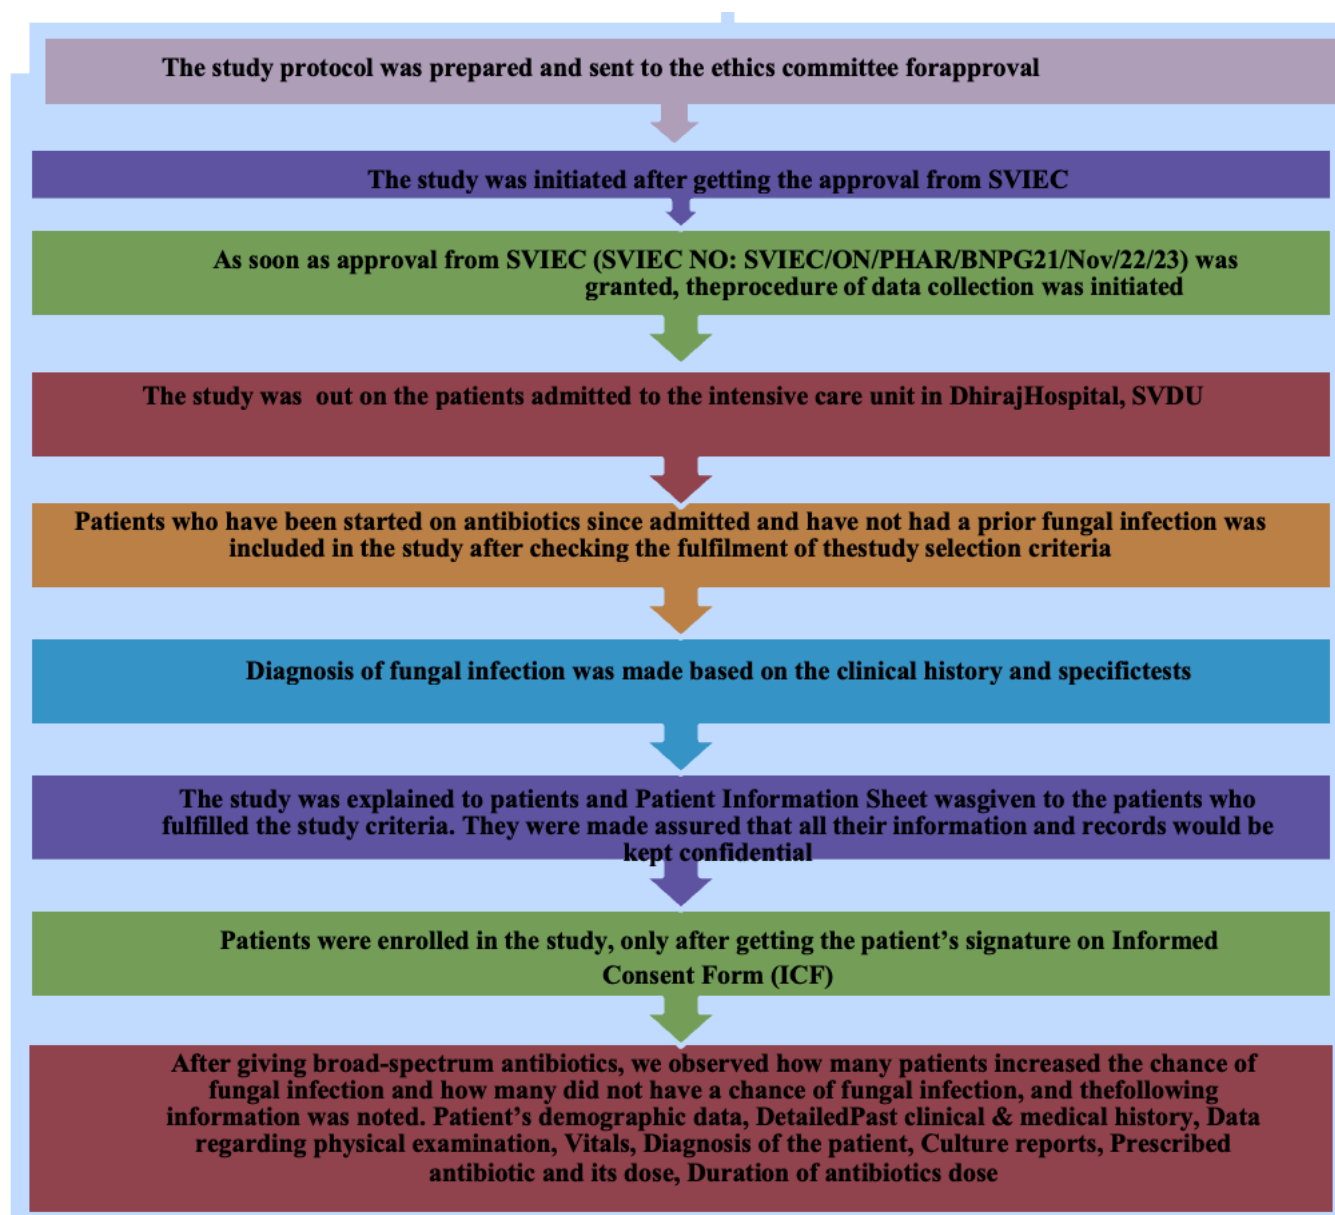 The study protocol was prepared and sent to the ethics committee forapproval
The study was initiated after getting the approval from SVIEC
As soon as approval from SVIEC (SVIEC NO: SVIEC/ON/PHAR/BNPG21/Nov/22/23) was
granted, theprocedure of data collection was initiated
The study was  out on the patients admitted to the intensive care unit in DhirajHospital, SVDU
Patients who have been started on antibiotics since admitted and have not had a prior fungal infection was
included in the study after checking the fulfilment of thestudy selection criteria
Diagnosis of fungal infection was made based on the clinical history and specifictests
The study was explained to patients and Patient Information Sheet wasgiven to the patients who
fulfilled the study criteria. They were made assured that all their information and records would be
kept confidential
Patients were enrolled in the study, only after getting the patient’s signature on Informed
Consent Form (ICF)
After giving broad-spectrum antibiotics, we observed how many patients increased the chance of
fungal infection and how many did not have a chance of fungal infection, and thefollowing
information was noted. Patient’s demographic data, DetailedPast clinical & medical history, Data
regarding physical examination, Vitals, Diagnosis of the patient, Culture reports, Prescribed
antibiotic and its dose, Duration of antibiotics dose